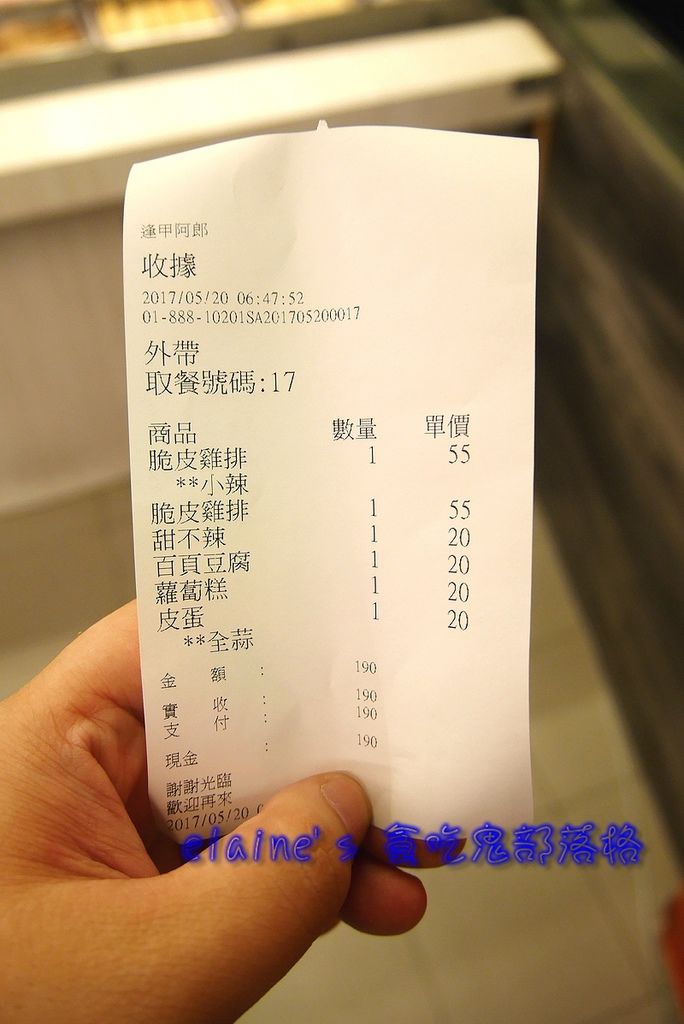 逢甲阿郎
收據
2017/05/20 06:47:52
01-888-10201SA201705200017
外帶
取餐號碼:17
商品 數量 單價
脆皮雞排 1 55
**小辣
脆皮雞排 1 55
甜不辣 1 20
百頁豆腐 1 20
蘿蔔糕 1 20
皮蛋 1 20
**全蒜
金 額 : 190
實 收 : 190
支 付 : 190
現金 : 190
謝謝光臨
歡迎再來
2017/05/20
elaine's 貪吃鬼部落格